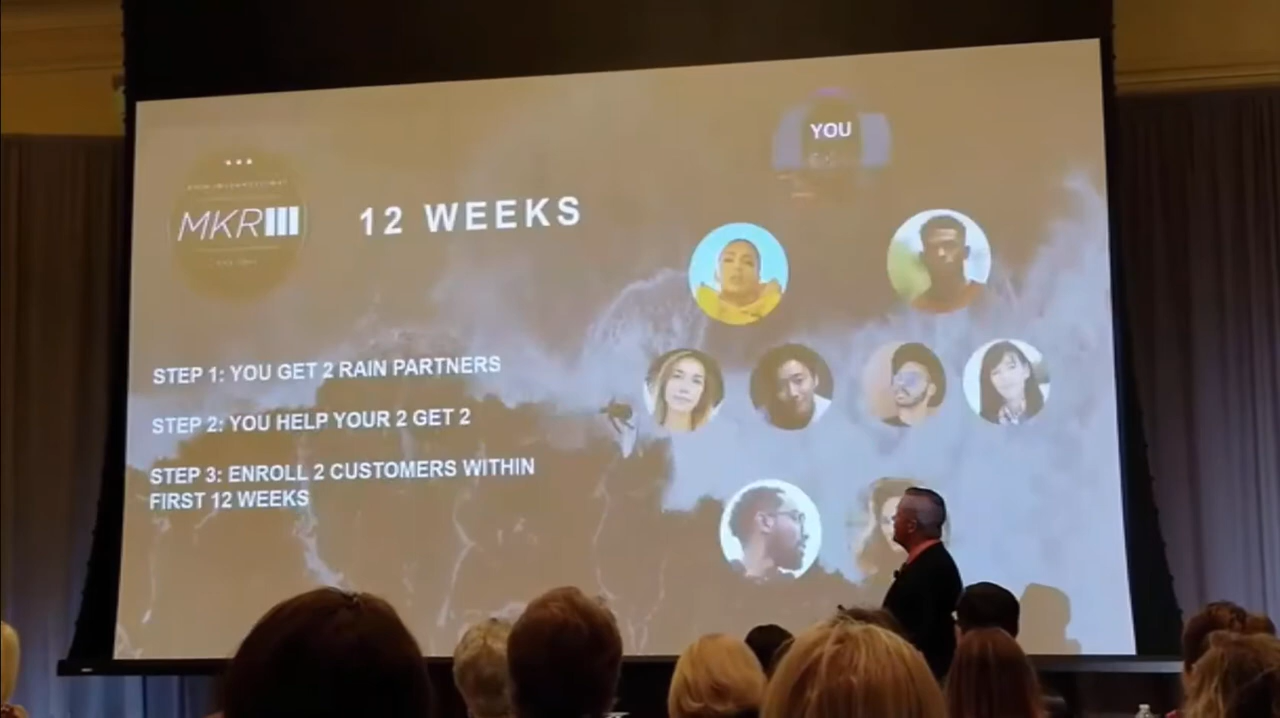 MKRIII
12 WEEKS
YOU
STEP 1: YOU GET 2 RAIN PARTNERS
STEP 2: YOU HELP YOUR 2 GET 2
STEP 3: ENROLL 2 CUSTOMERS WITHIN
FIRST 12 WEEKS